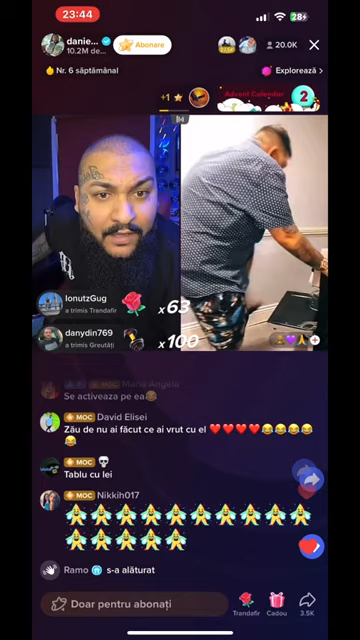 23:44
28
danie...
Abonare
20.0K
10.2M de...
Nr. 6 săptămânal
Explorează
+1
Advent Calendar
2
IonutzGug
a trimis Trandafir
x63
danydin769
a trimis Greutăți
x100
Maria Angela
Se activeaza pe ea😂
MOC David Elisei
Zău de nu ai făcut ce ai vrut cu el ❤️❤️❤️❤️😂😂😂😂
😂
MOC 💀
Tablu cu lei
MOC Nikkih017
Ramo s-a alăturat
Doar pentru abonați
Trandafir
Cadou
3.5K